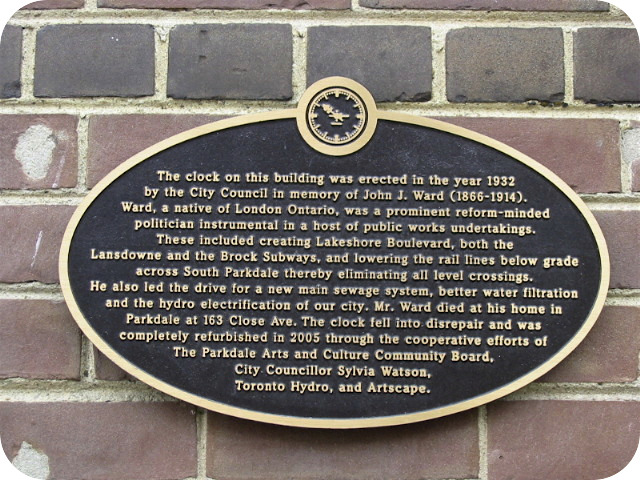 The clock on this building was erected in the year 1932
by the City Council in memory of John J. Ward (1866-1914).
Ward, a native of London Ontario, was a prominent reform-minded
politician instrumental in a host of public works undertakings.
These included creating Lakeshore Boulevard, both the
Lansdowne and the Brock Subways, and lowering the rail lines below grade
across South Parkdale thereby eliminating all level crossings.
He also led the drive for a new main sewage system, better water filtration
and the hydro electrification of our city. Mr. Ward died at his home in
Parkdale at 163 Close Ave. The clock fell into disrepair and was
completely refurbished in 2005 through the cooperative efforts of
The Parkdale Arts and Culture Community Board,
City Councillor Sylvia Watson,
Toronto Hydro, and Artscape.